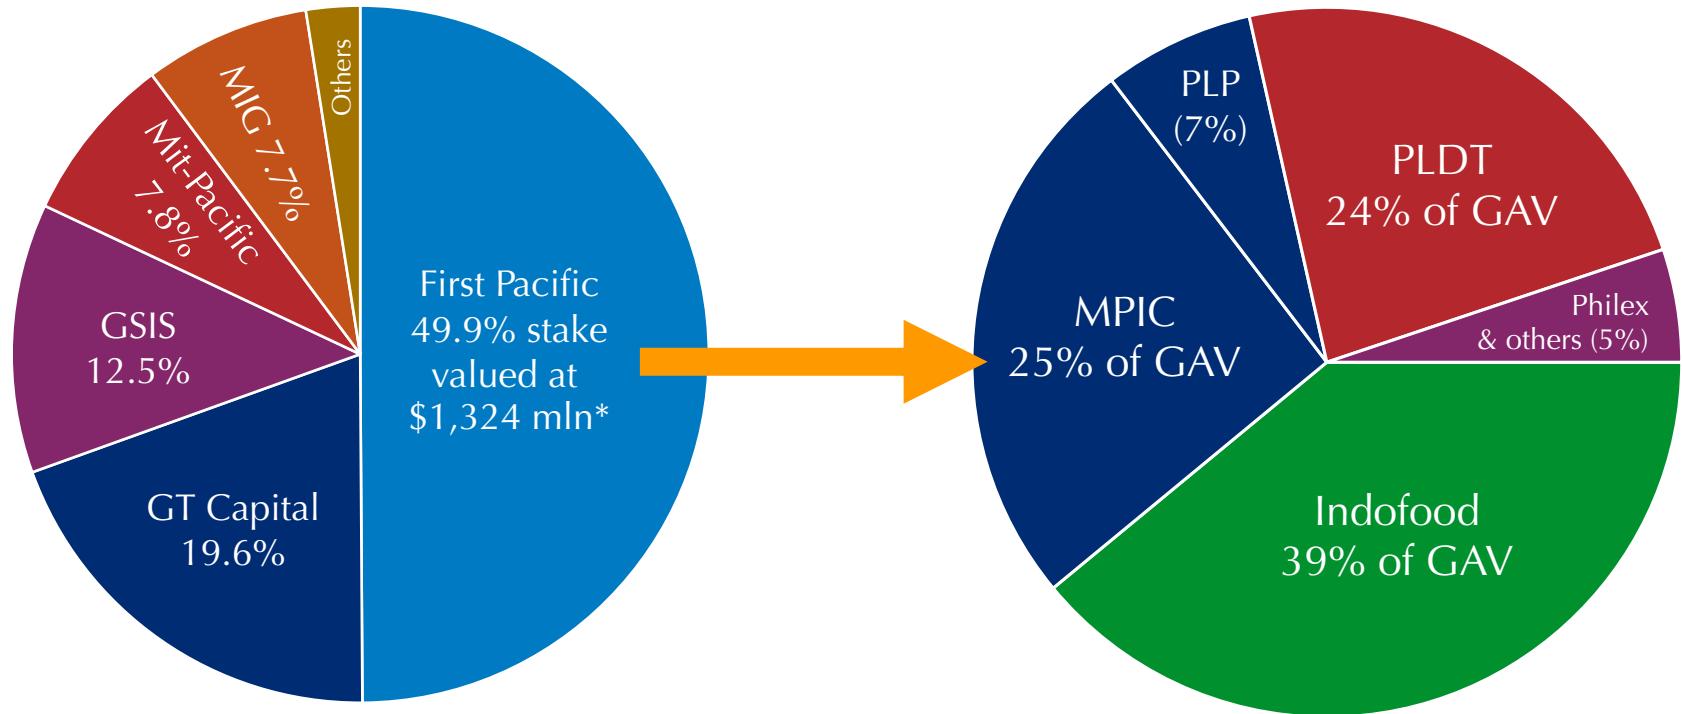 Others
MIG 7.7%
Mit-Pacific
7.8%
GSIS
12.5%
GT Capital
19.6%
First Pacific
49.9% stake
valued at
$1,324 mln*
PLP
(7%)
PLDT
24% of GAV
Philex
& others (5%)
MPIC
25% of GAV
Indofood
39% of GAV